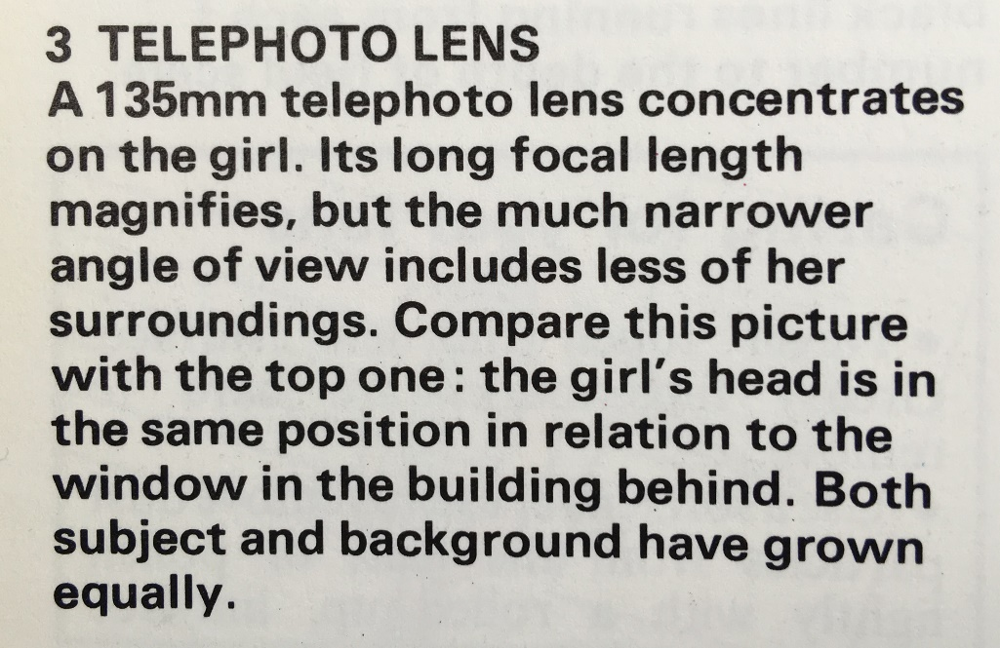 3 TELEPHOTO LENS
A 135mm telephoto lens concentrates
on the girl. Its long focal length
magnifies, but the much narrower
angle of view includes less of her
surroundings. Compare this picture
with the top one: the girl's head is in
the same position in relation to the
window in the building behind. Both
subject and background have grown
equally.